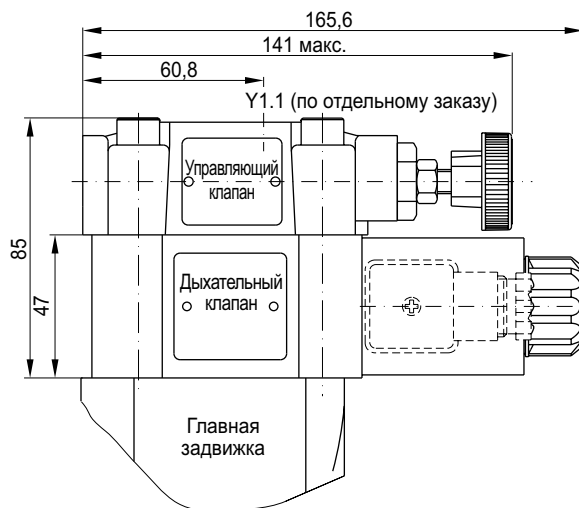 165,6
141 макс.
60,8
Y1.1 (по отдельному заказу)
Управляющий
клапан
85
47
Дыхательный
клапан
Главная
задвижка